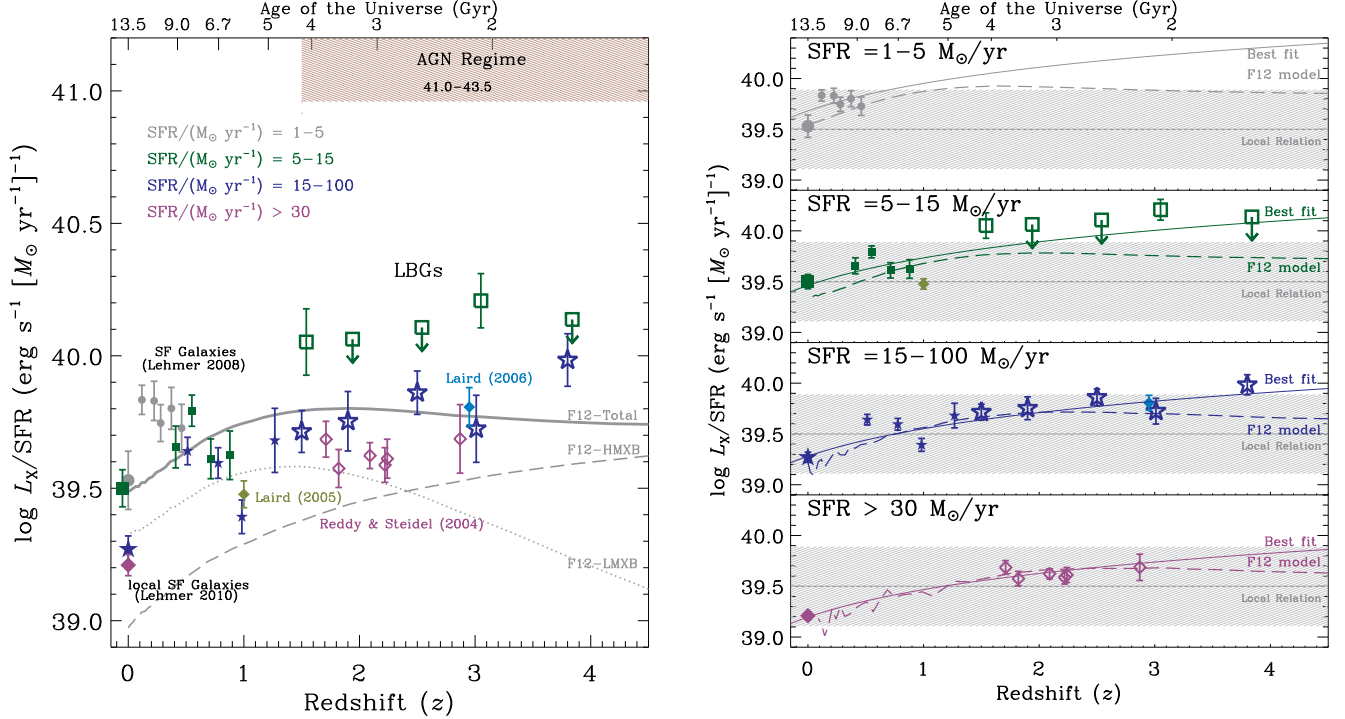 Age of the Universe (Gyr)
13.5 9.0 6.7 5 4 3 2
AGN Regime
41.0−43.5
41.0
SFR/(M⊙ yr−1) = 1−5
SFR/(M⊙ yr−1) = 5−15
SFR/(M⊙ yr−1) = 15−100
SFR/(M⊙ yr−1) > 30
40.5
LBGs
SF Galaxies
(Lehmer 2008)
40.0
Laird (2006)
F12−Total
F12−HMXB
39.5
Laird (2005)
Reddy & Steidel (2004)
F12−LMXB
local SF Galaxies
(Lehmer 2010)
39.0
0 1 2 3 4
Redshift (z)
log LX/SFR (erg s−1 [M⊙ yr−1]−1)
Age of the Universe (Gyr)
13.5 9.0 6.7 5 4 3 2
SFR =1−5 M⊙/yr
Best fit
F12 model
40.0
39.5
Local Relation
39.0
SFR =5−15 M⊙/yr
Best fit
40.0
F12 model
39.5
Local Relation
39.0
SFR =15−100 M⊙/yr
Best fit
40.0
F12 model
39.5
Local Relation
39.0
SFR > 30 M⊙/yr
Best fit
40.0
F12 model
39.5
Local Relation
39.0
0 1 2 3 4
Redshift (z)
log LX/SFR (erg s−1 [M⊙ yr−1]−1)